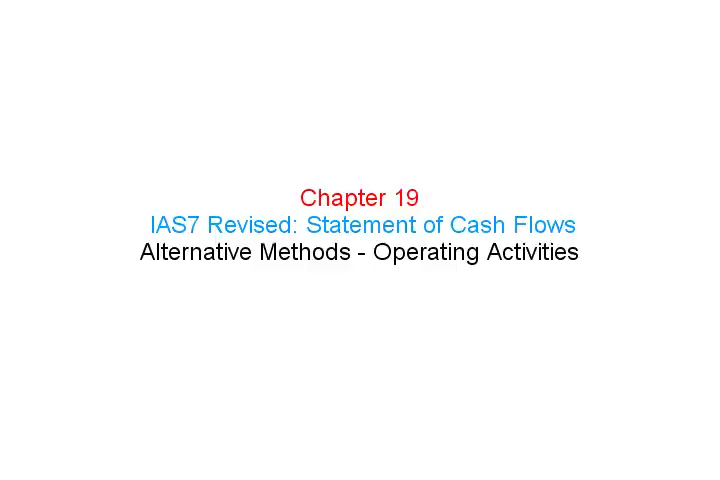 Chapter 19
IAS7 Revised: Statement of Cash Flows
Alternative Methods - Operating Activities